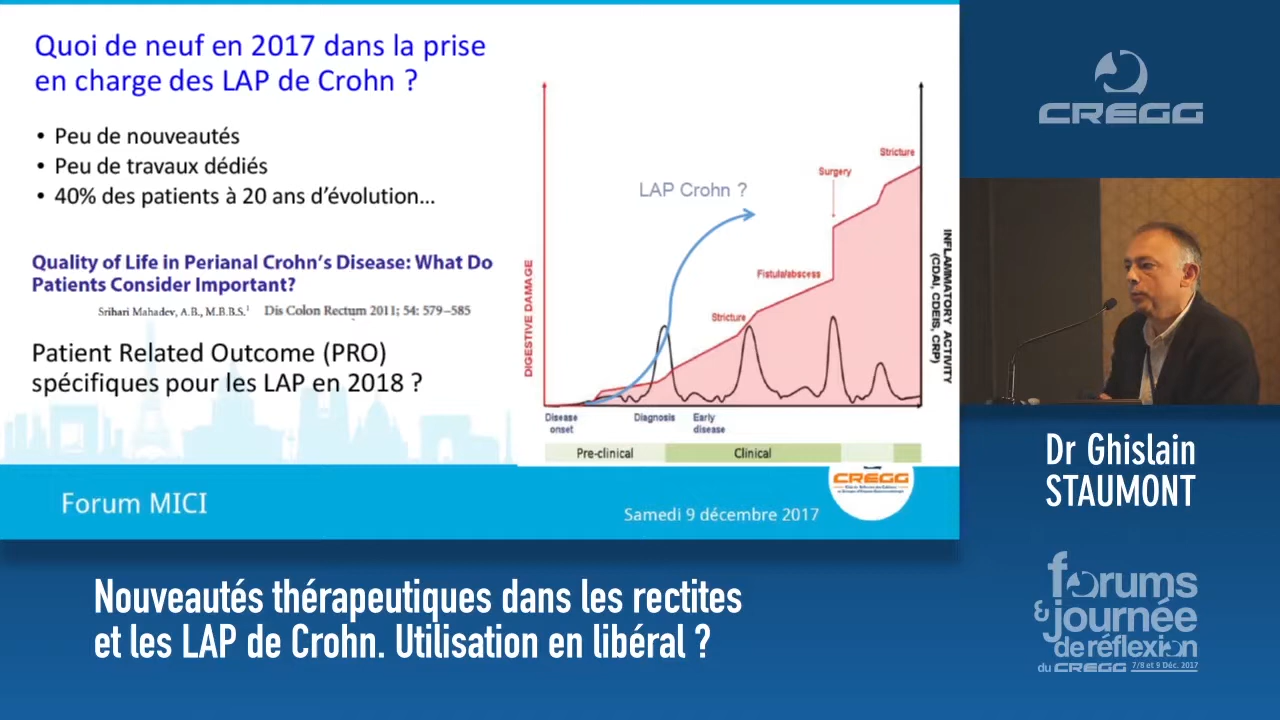 Quoi de neuf en 2017 dans la prise
en charge des LAP de Crohn ?
• Peu de nouveautés
• Peu de travaux dédiés
• 40% des patients à 20 ans d’évolution…
Quality of Life in Perianal Crohn’s Disease: What Do
Patients Consider Important?
Srihari Mahadev, A.B., M.B.B.S.¹ Dis Colon Rectum 2011; 54: 579–585
Patient Related Outcome (PRO)
spécifiques pour les LAP en 2018 ?
LAP Crohn ?
Stricture
Surgery
Fistula/abscess
Stricture
DIGESTIVE DAMAGE
INFLAMMATORY ACTIVITY
(CDAI, CDEIS, CRP)
Disease
onset
Diagnosis
Early
disease
Pre-clinical
Clinical
Forum MICI
Samedi 9 décembre 2017
CREGG
CREGG
Dr Ghislain
STAUMONT
Nouveautés thérapeutiques dans les rectites
et les LAP de Crohn. Utilisation en libéral ?
forums
& journée
de réflexion
du CREGG 7/8 et 9 Déc. 2017